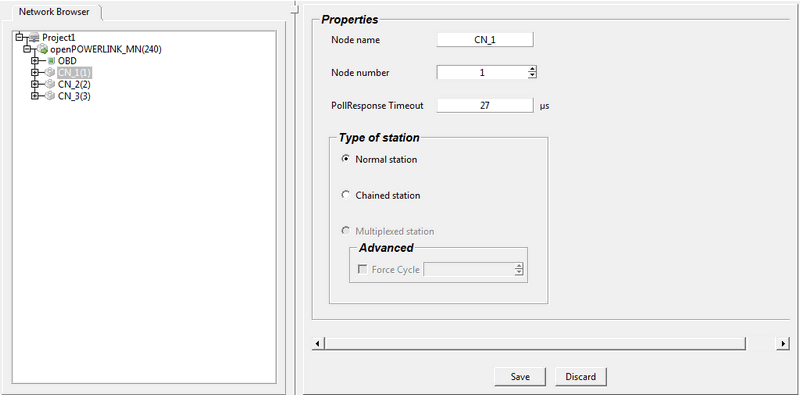 Network Browser
Project1
openPOWERLINK_MN(240)
OBD
CN_1(1)
CN_2(2)
CN_3(3)
Properties
Node name CN_1
Node number 1
PollResponse Timeout 27 µs
Type of station
Normal station
Chained station
Multiplexed station
Advanced
Force Cycle
Save Discard